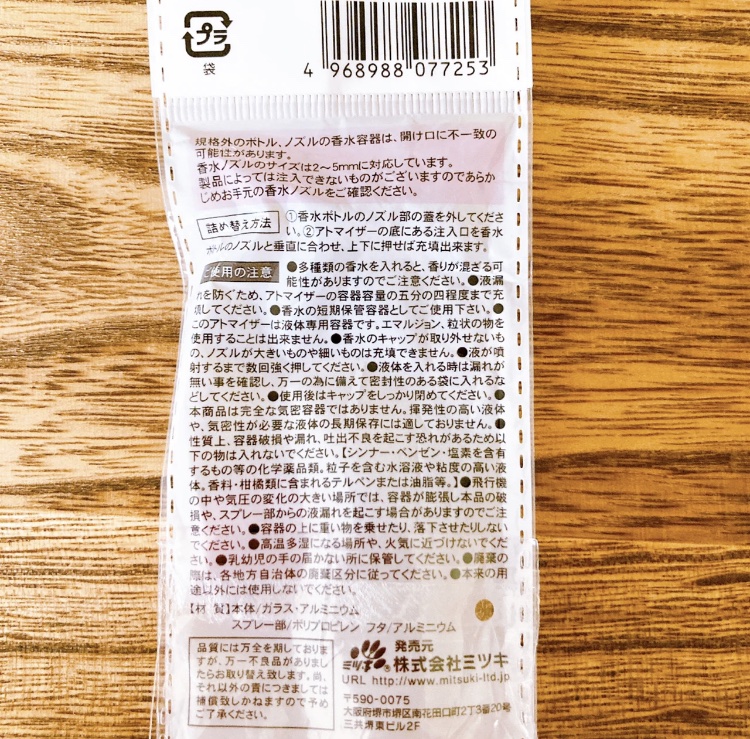 プラ
袋
4 968988 077253
規格外のボトル、ノズルの香水容器は、開け口に不一致の
可能性があります。
香水ノズルのサイズは2〜5mmに対応しています。
製品によっては注入できないものがございますのであらか
じめお手元の香水ノズルをご確認ください。
詰め替え方法 ①香水ボトルのノズル部の蓋を外してくださ
い。②アトマイザーの底にある注入口を香水
ボトルのノズルと垂直に合わせ、上下に押せば充填出来ます。
ご使用の注意 ●多種類の香水を入れると、香りが混ざる可
能性がありますのでご注意ください。●液漏
れを防ぐため、アトマイザーの容器容量の五分の四程度まで充
填してください。●香水の短期保管容器としてご使用下さい。●
このアトマイザーは液体専用容器です。エマルション、粒状の物を
使用することは出来ません。●香水のキャップが取り外せないも
の、ノズルが大きいものや細いものは充填できません。●液が噴
射するまで数回強く押してください。●液体を入れる時は漏れが
無い事を確認し、万一の為に備えて密封性のある袋に入れるな
どしてください。●使用後はキャップをしっかり閉めてください。●
本商品は完全な気密容器ではありません。揮発性の高い液体
や、気密性が必要な液体の長期保存には適しておりません。●
性質上、容器破損や漏れ、吐出不良を起こす恐れがあるため以
下の物は入れないでください。【シンナー・ベンゼン・塩素を含有
するもの等の化学薬品類。粒子を含む水溶液や粘度の高い液
体。香料・柑橘類に含まれるテルペンまたは油脂等。】●飛行機
の中や気圧の変化の大きい場所では、容器が膨張し本品の破
損や、スプレー部からの液漏れを起こす場合がありますのでご注
意ください。●容器の上に重い物を乗せたり、落下させたりしない
でください。●高温多湿になる場所や、火気に近づけないでくださ
い。●乳幼児の手の届かない所に保管してください。●廃棄の
際は、各地方自治体の廃棄区分に従ってください。●本来の用
途以外には使用しないでください。
【材 質】本体/ガラス・アルミニウム
スプレー部/ポリプロピレン フタ/アルミニウム
品質には万全を期しております
が、万一不良品がありまし
たらお取替え致します。尚、
それ以外の責につきましては
補償致しかねますので予め
ご了承ください。
ミツキ® 発売元
株式会社ミツキ
URL http://www.mitsuki-ltd.jp
〒590-0075
大阪府堺市堺区南花田口町2丁3番20号
三共堺東ビル2F